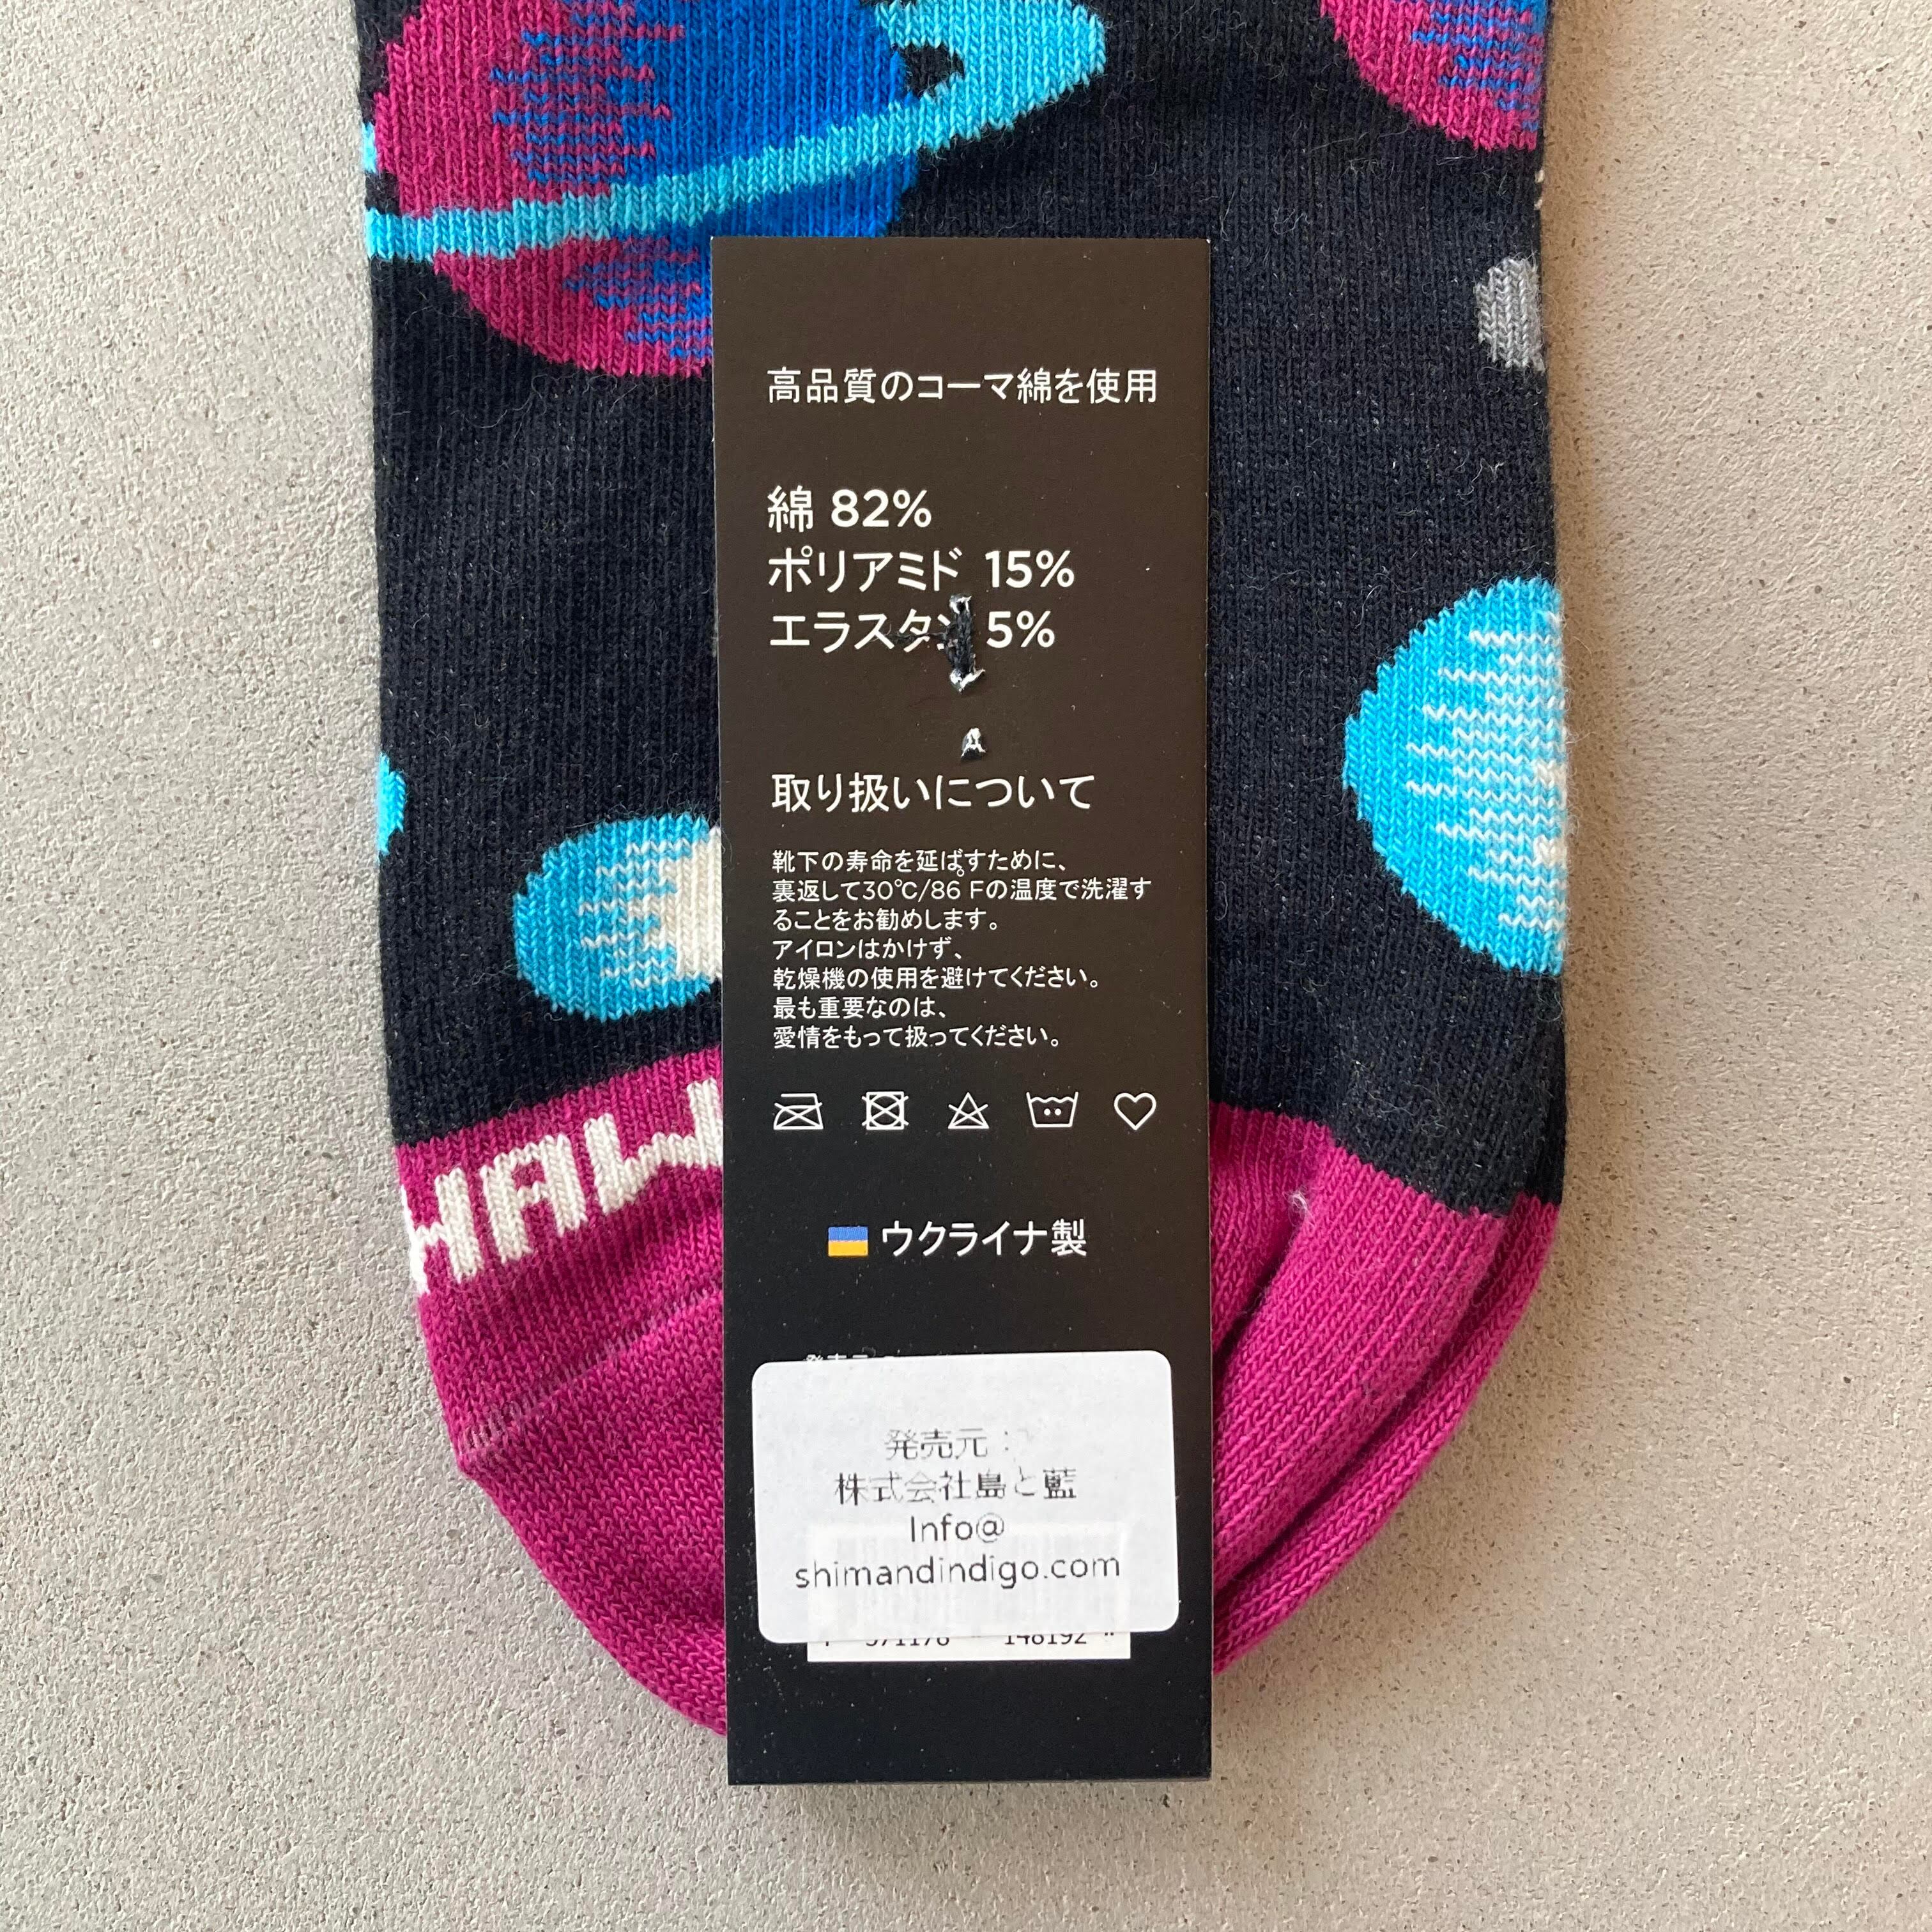 高品質のコーマ綿を使用
綿 82%
ポリアミド 15%
エラスタン 5%
取り扱いについて
靴下の寿命を延ばすために、
裏返して30℃/86°Fの温度で洗濯す
ることをお勧めします。
アイロンはかけず、
乾燥機の使用を避けてください。
最も重要なのは、
愛情をもって扱ってください。
HAW
ウクライナ製
発売元：
株式会社島と藍
Info@
shimandindigo.com